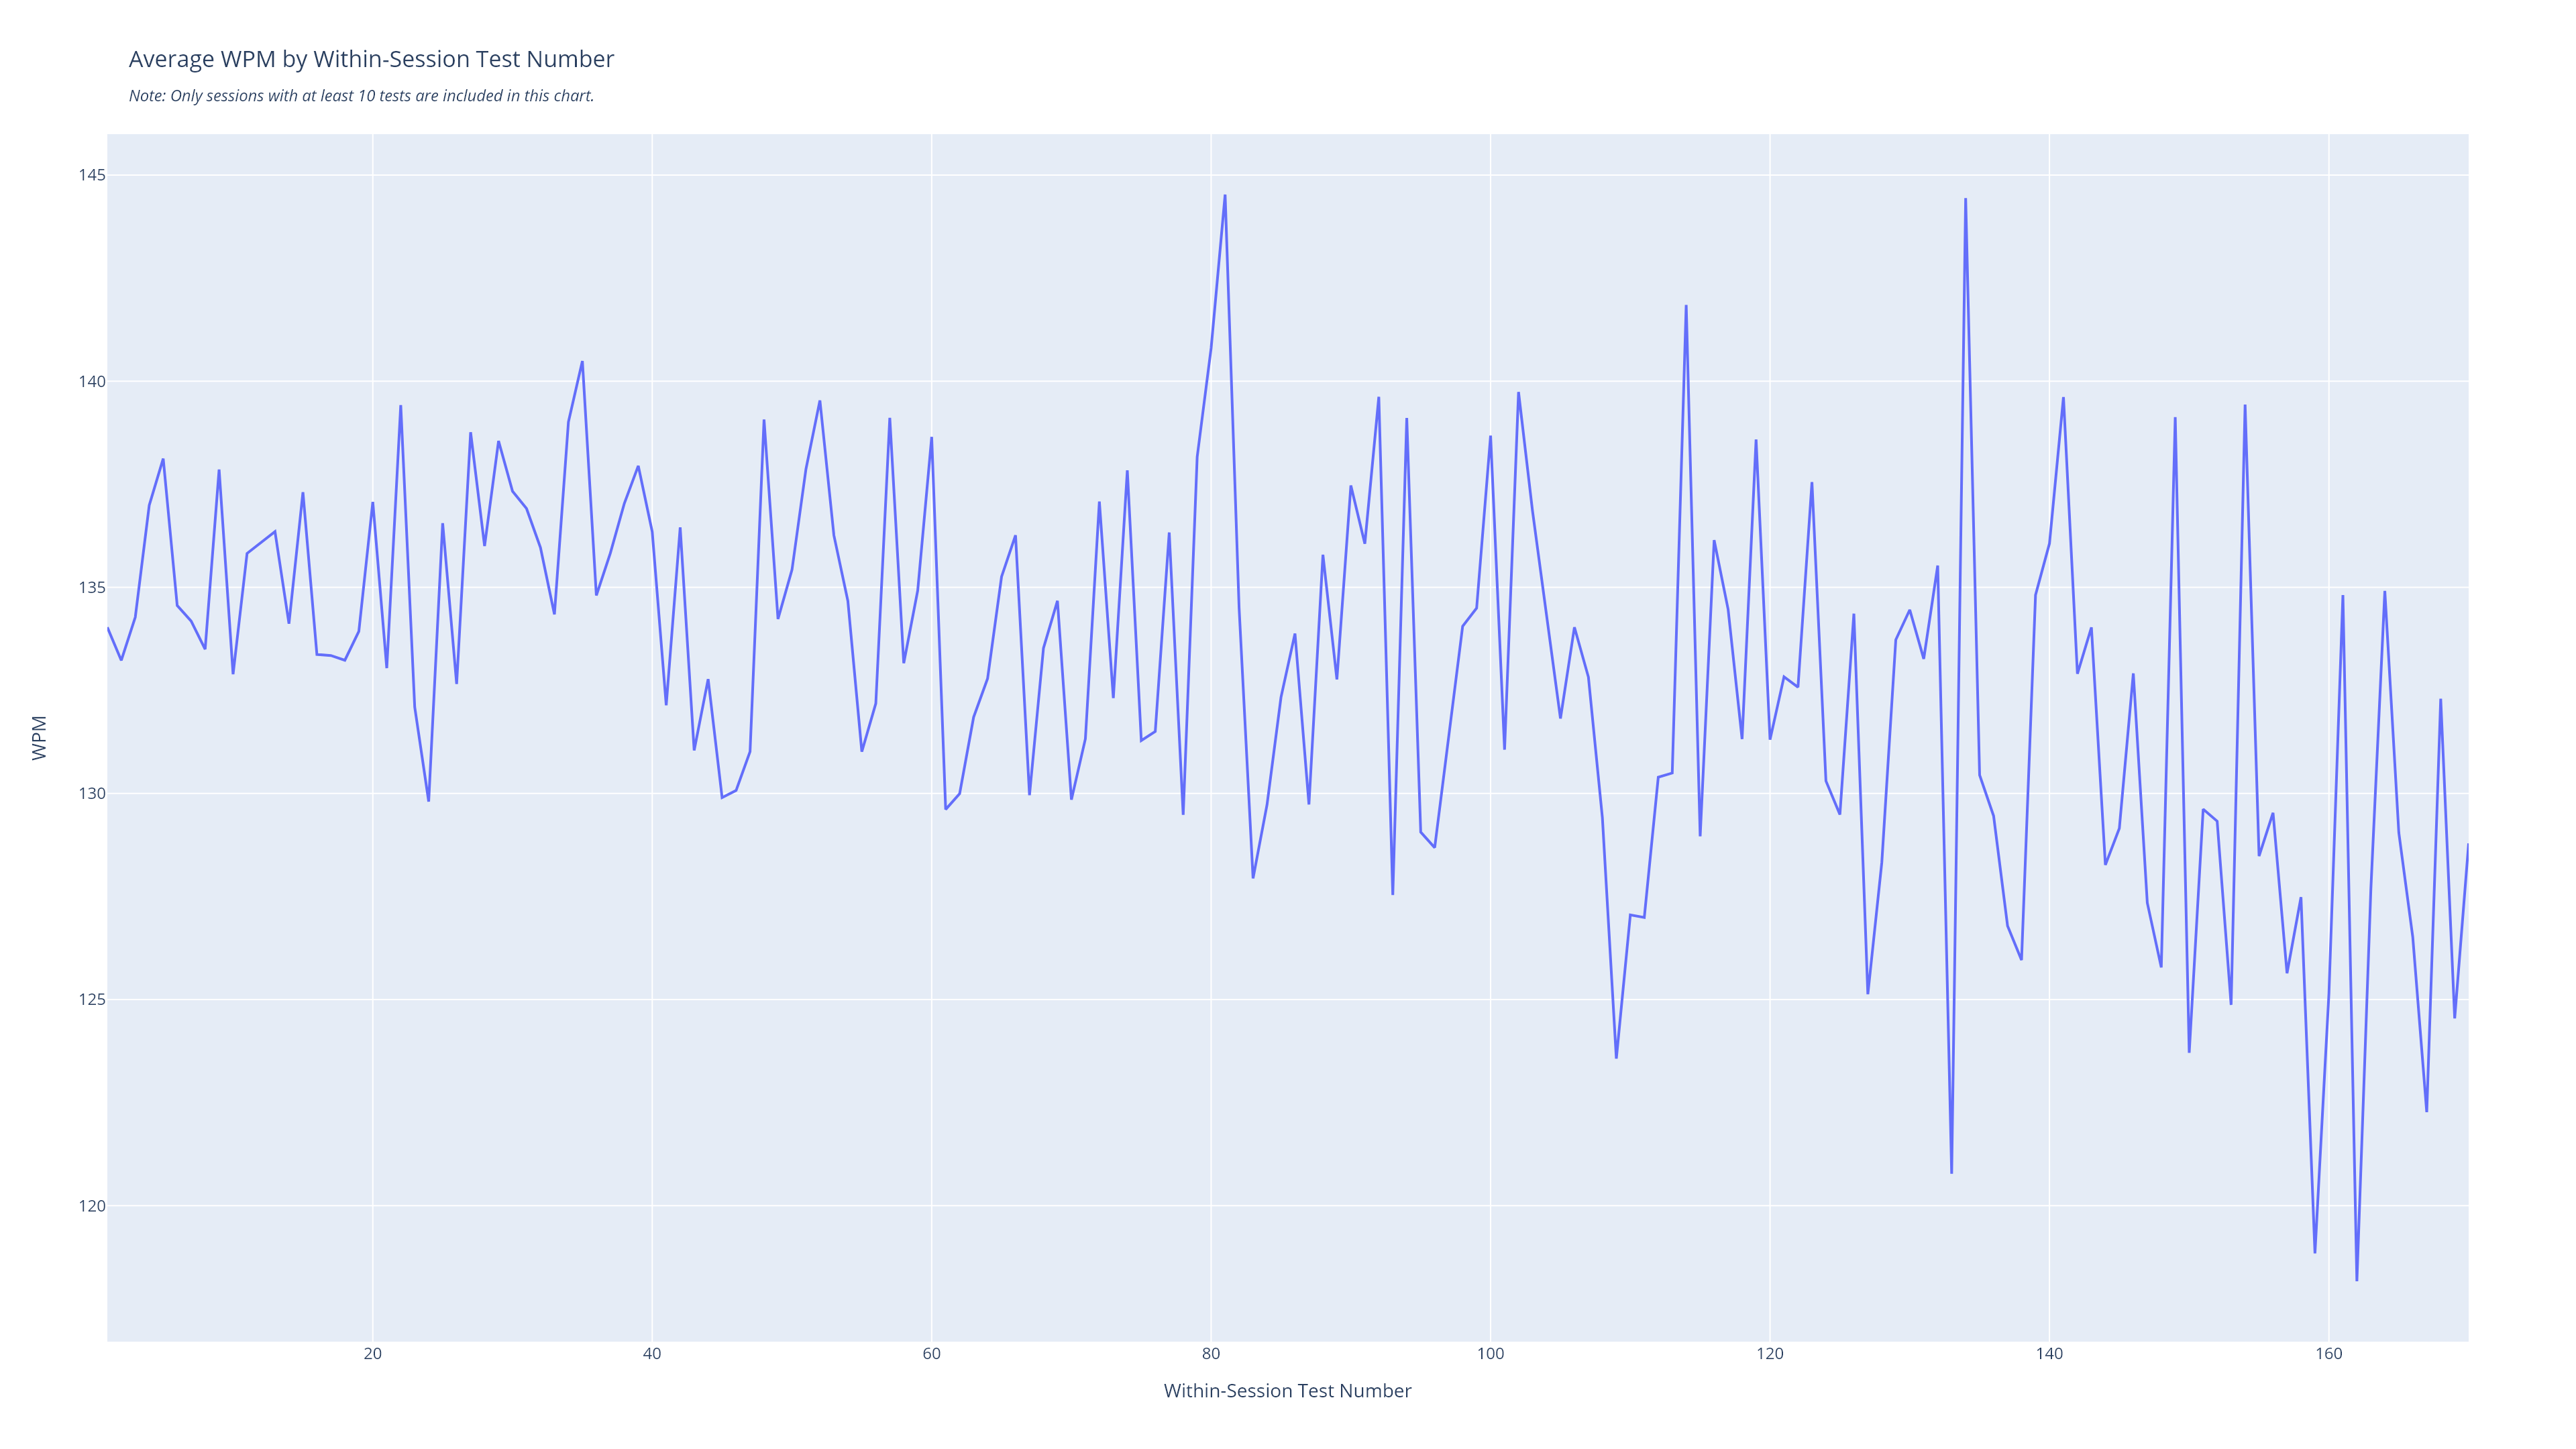 Average WPM by Within-Session Test Number
Note: Only sessions with at least 10 tests are included in this chart.
145
140
135
130
125
120
WPM
20 40 60 80 100 120 140 160
Within-Session Test Number